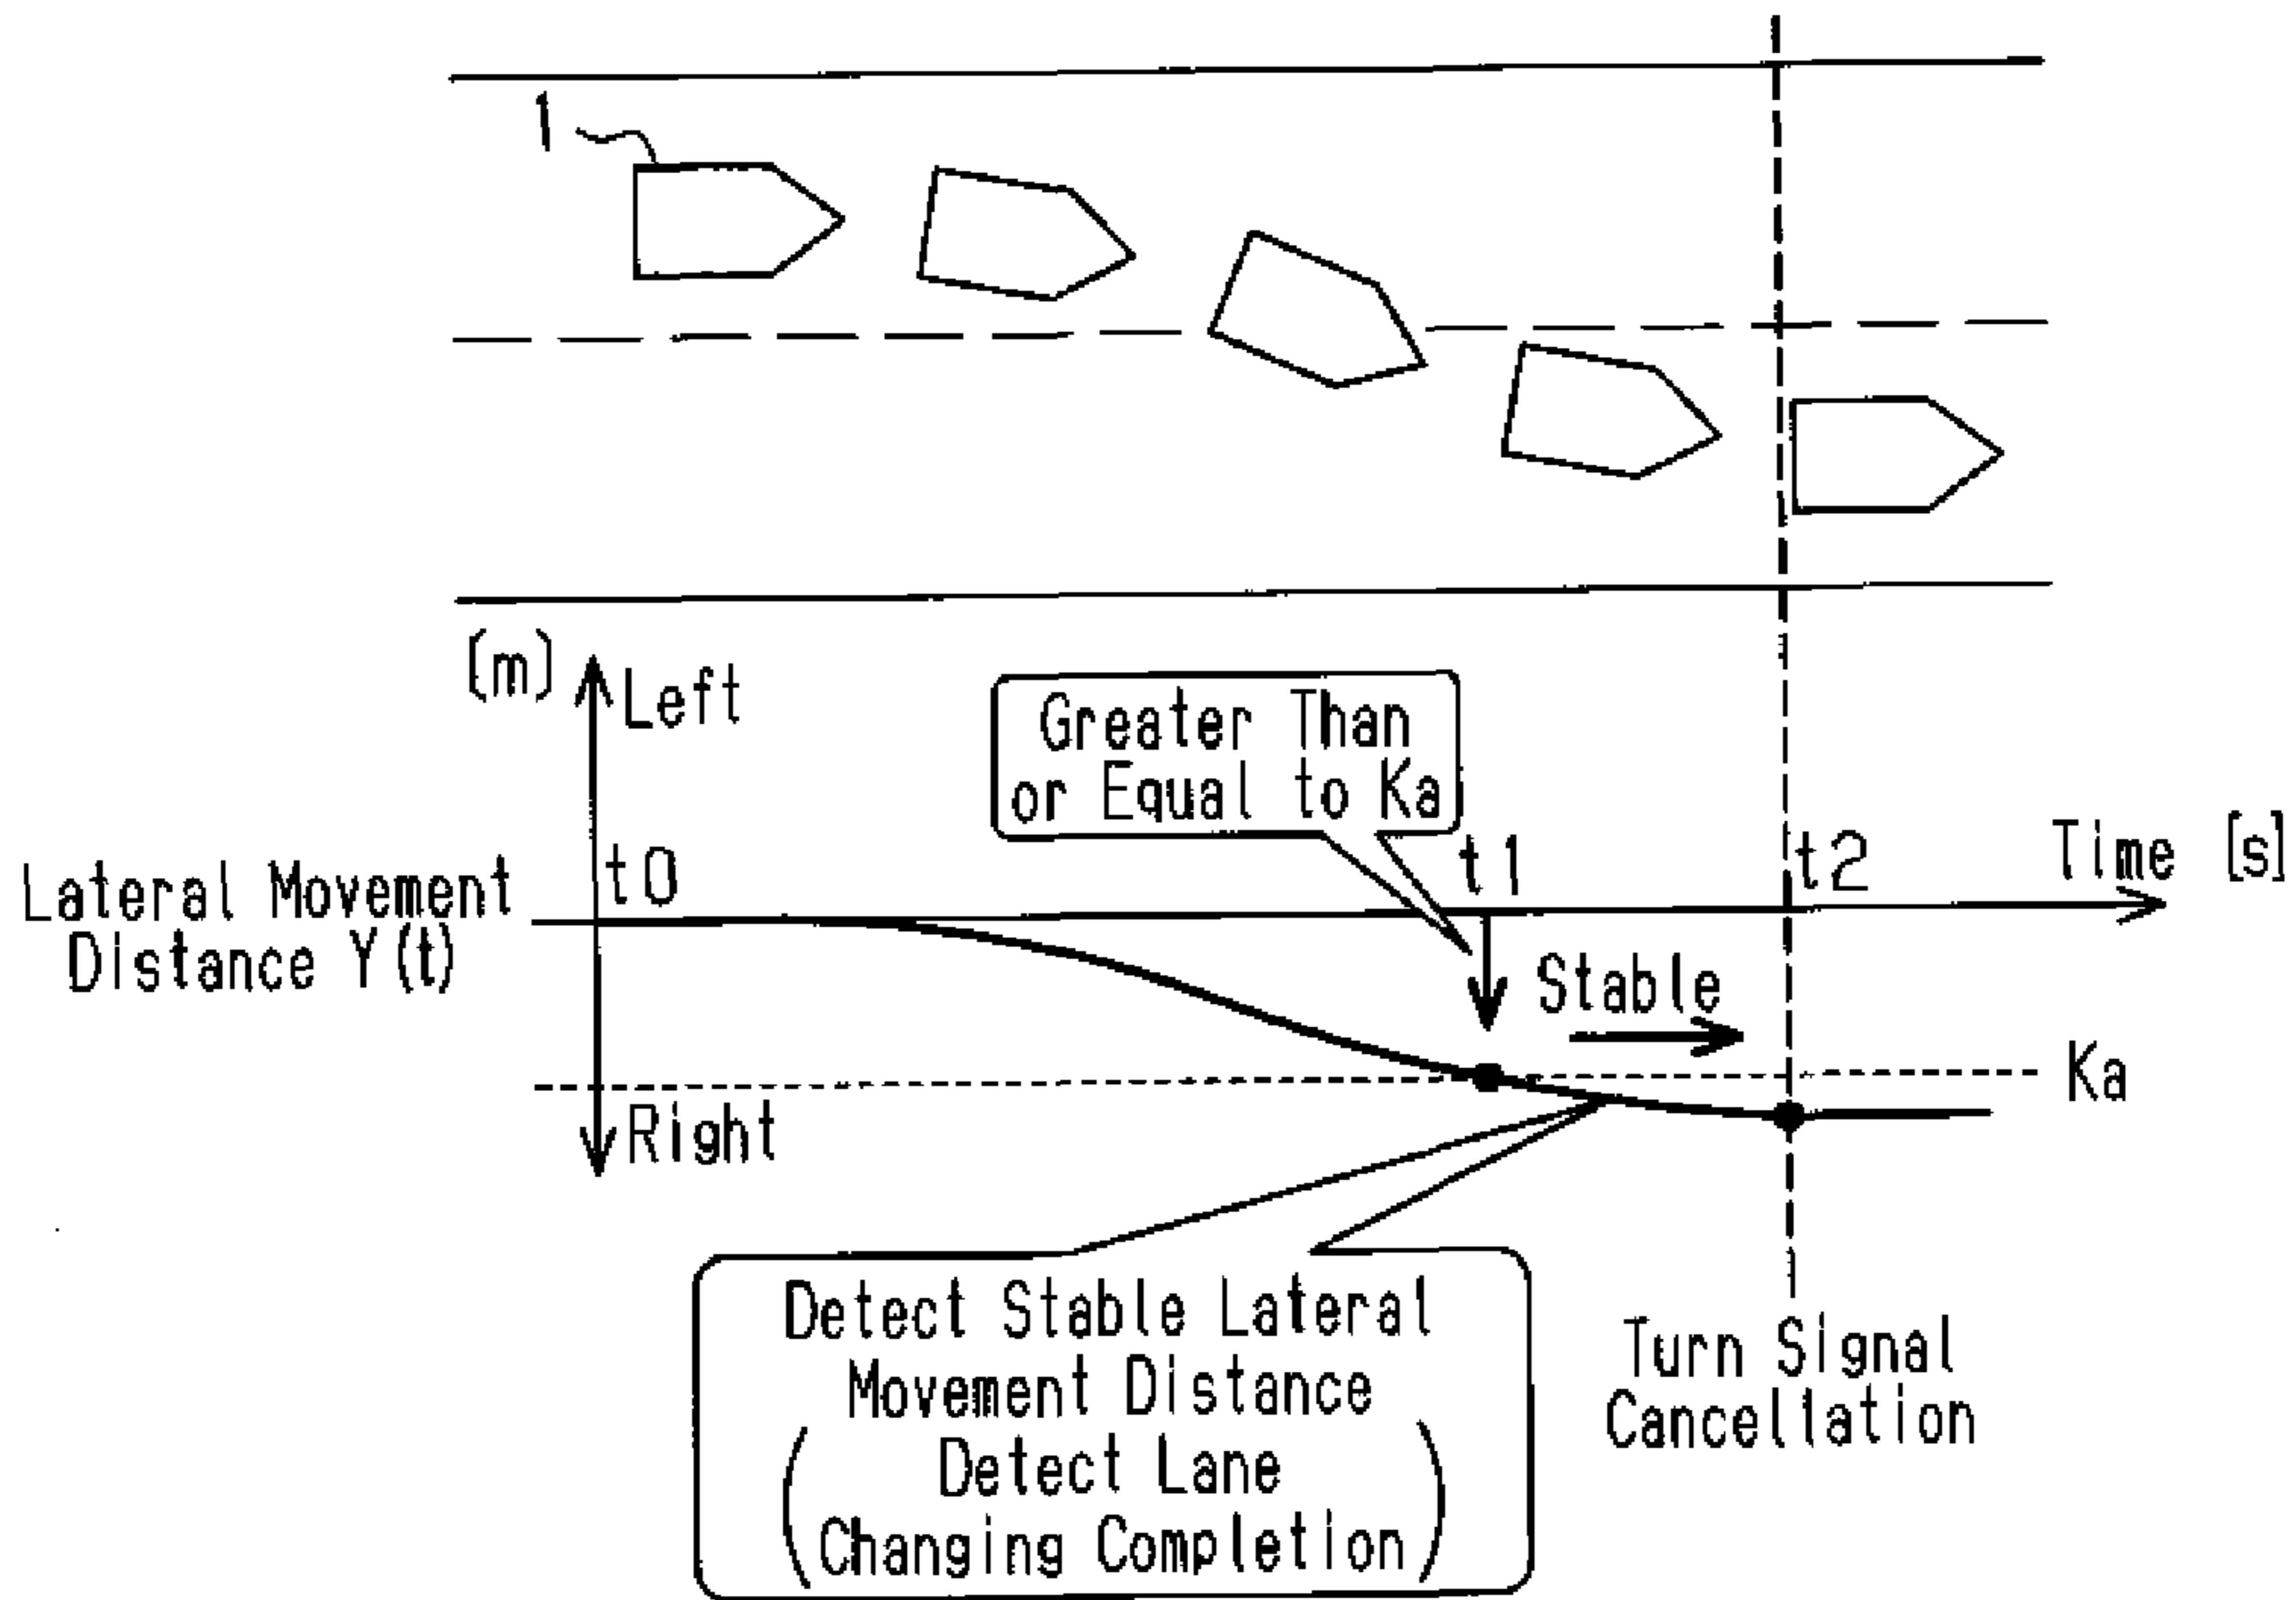 1
(m)
Left
Greater Than
or Equal to Ka
t0
t1
t2
Time (s)
Lateral Movement
Distance Y(t)
Stable
Ka
Right
Detect Stable Lateral
Movement Distance
(Detect Lane
Changing Completion)
Turn Signal
Cancellation